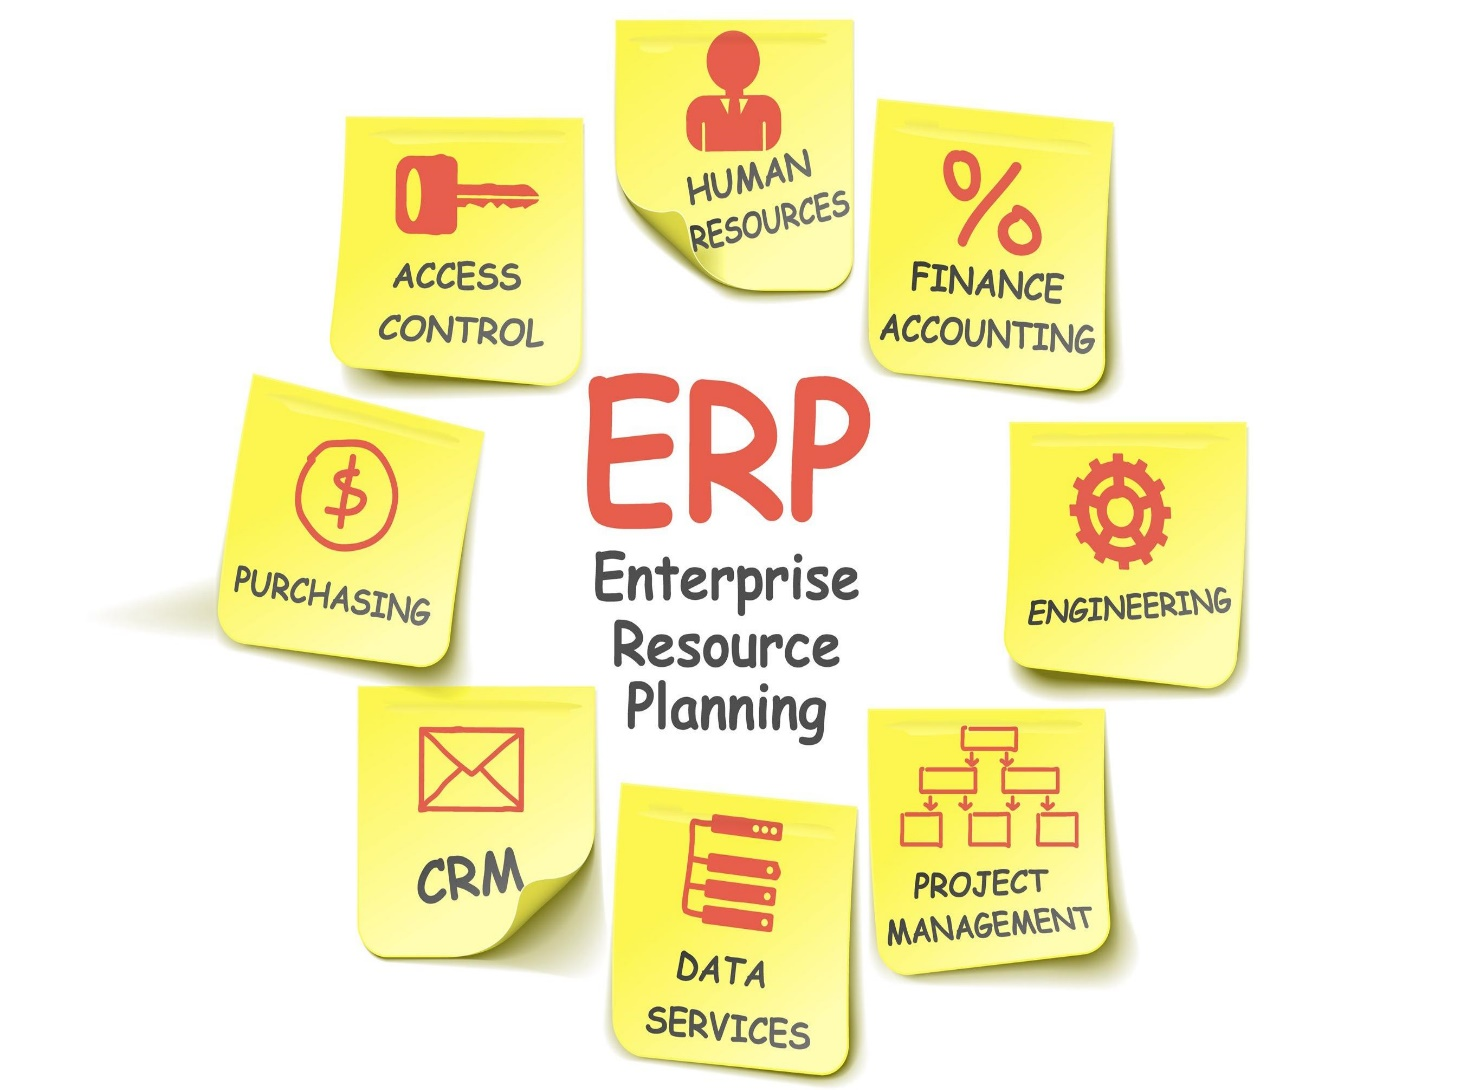 HUMAN
RESOURCES
ACCESS
CONTROL
FINANCE
ACCOUNTING
ERP
Enterprise
Resource
Planning
PURCHASING
$
ENGINEERING
%
CRM
PROJECT
MANAGEMENT
DATA
SERVICES